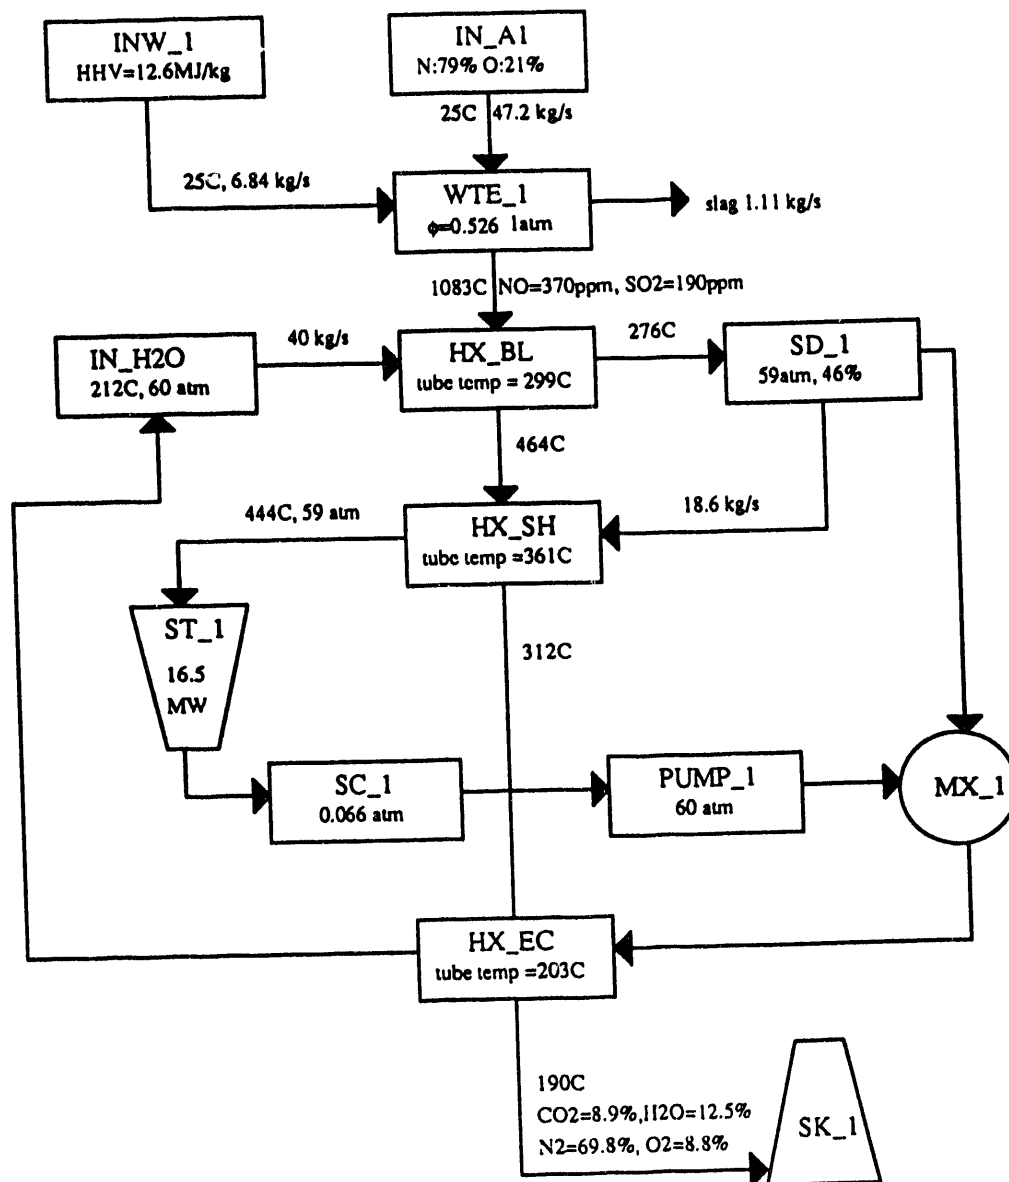 INW_1
HHV=12.6MJ/kg
IN_A1
N:79% O:21%
25C 47.2 kg/s
25C, 6.84 kg/s
WTE_1
ϕ=0.526 1atm
slag 1.11 kg/s
1083C NO=370ppm, SO2=190ppm
IN_H2O
212C, 60 atm
40 kg/s
HX_BL
tube temp = 299C
276C
SD_1
59atm, 46%
464C
444C, 59 atm
HX_SH
tube temp =361C
18.6 kg/s
ST_1
16.5
MW
312C
SC_1
0.066 atm
PUMP_1
60 atm
MX_1
HX_EC
tube temp =203C
190C
CO2=8.9%,H2O=12.5%
N2=69.8%, O2=8.8%
SK_1